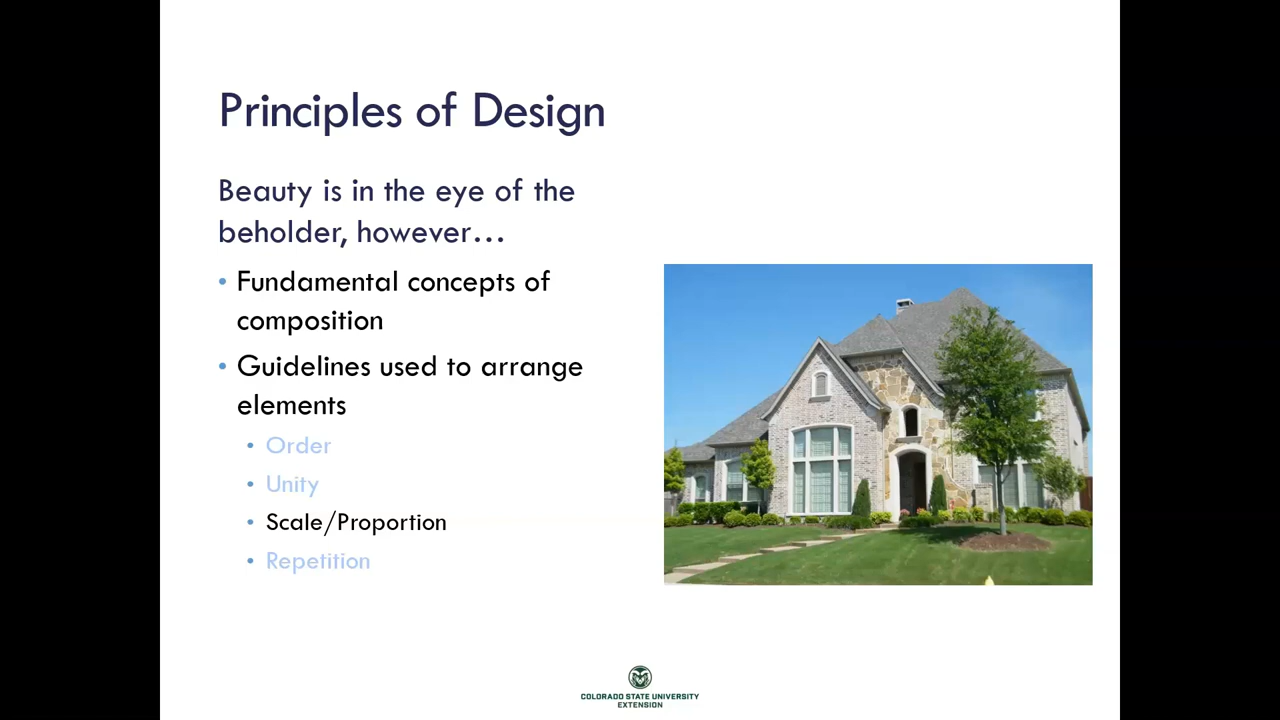 Principles of Design
Beauty is in the eye of the
beholder, however…
• Fundamental concepts of
composition
• Guidelines used to arrange
elements
• Order
• Unity
• Scale/Proportion
• Repetition
COLORADO STATE UNIVERSITY
EXTENSION